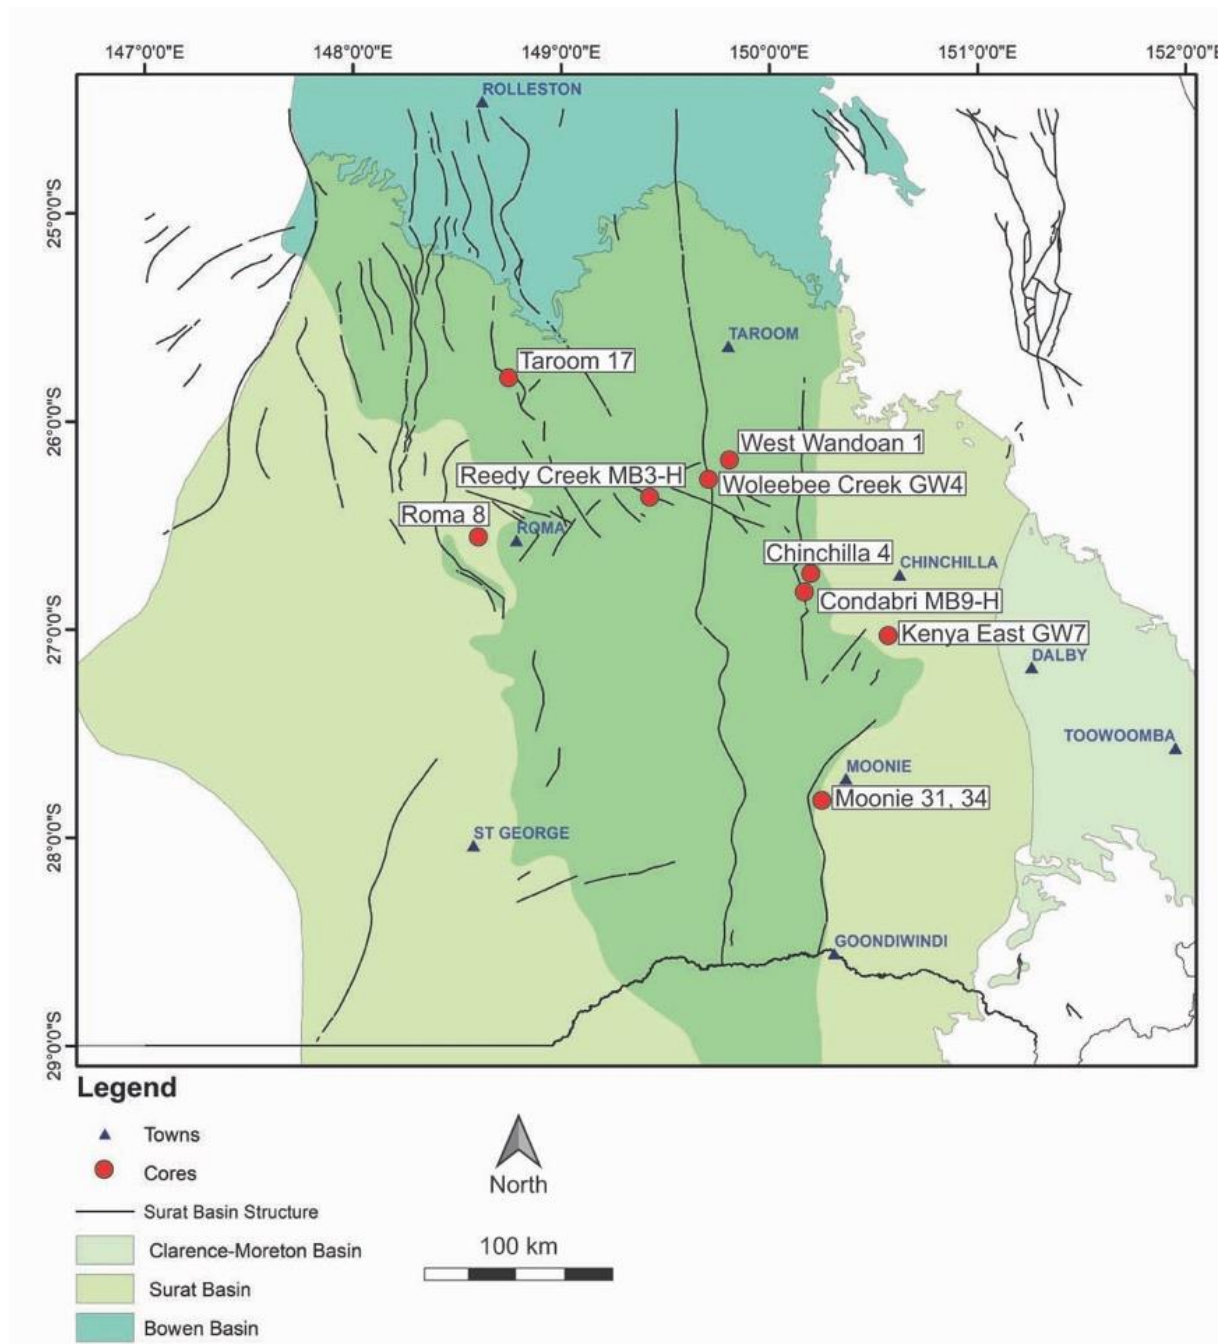 147°0'0"E 148°0'0"E 149°0'0"E 150°0'0"E 151°0'0"E 152°0'0"E
ROLLESTON
25°0'0"S
TAROOM
Taroom 17
26°0'0"S
West Wandoan 1
Reedy Creek MB3-H
Woleebee Creek GW4
Roma 8
ROMA
Chinchilla 4
CHINCHILLA
Condabri MB9-H
27°0'0"S
Kenya East GW7
DALBY
TOOWOOMBA
MOONIE
Moonie 31, 34
28°0'0"S
ST GEORGE
GOONDIWINDI
29°0'0"S
Legend
Towns
Cores
North
Surat Basin Structure
100 km
Clarence-Moreton Basin
Surat Basin
Bowen Basin